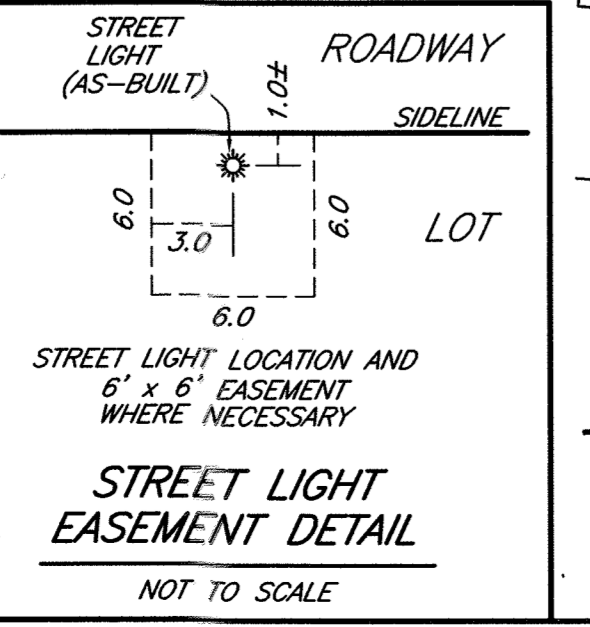 STREET
LIGHT
(AS-BUILT)
ROADWAY
1.0±
SIDELINE
6.0
3.0
6.0
LOT
6.0
STREET LIGHT LOCATION AND
6' x 6' EASEMENT
WHERE NECESSARY
STREET LIGHT
EASEMENT DETAIL
NOT TO SCALE